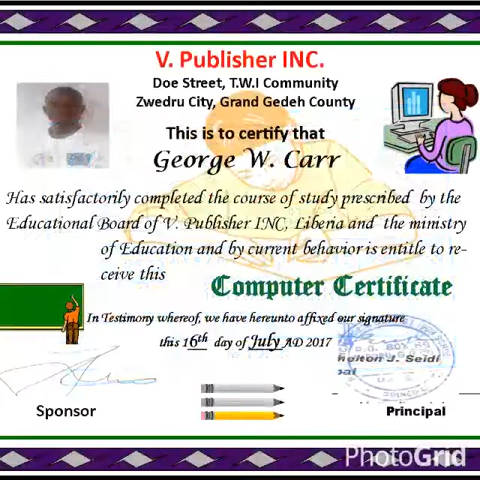 V. Publisher INC.
Doe Street, T.W.I Community
Zwedru City, Grand Gedeh County
This is to certify that
George W. Carr
Has satisfactorily completed the course of study prescribed by the
Educational Board of V. Publisher INC, Liberia and the ministry
of Education and by current behavior is entitle to re-
ceive this
Computer Certificate
In Testimony whereof, we have hereunto affixed our signature
this 16th day of July AD 2017
J. Seidi
Sponsor
Principal
PhotoGrid